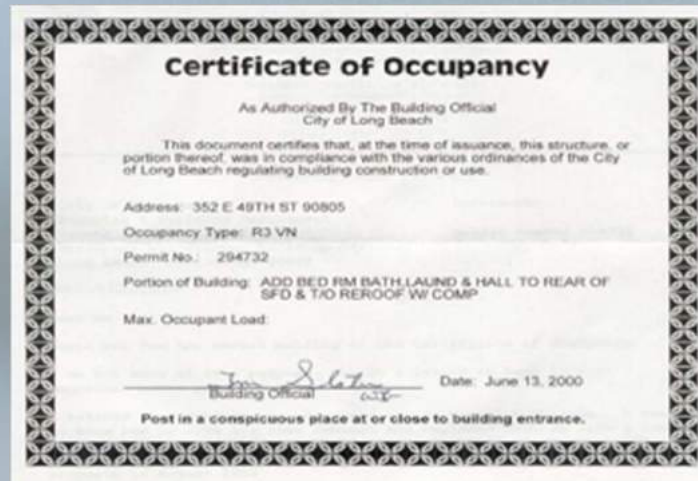 Certificate of Occupancy
As Authorized By The Building Official
City of Long Beach
This document certifies that, at the time of issuance, this structure, or
portion thereof, was in compliance with the various ordinances of the City
of Long Beach regulating building construction or use.
Address: 352 E 49TH ST 90805
Occupancy Type: R3 VN
Permit No.: 294732
Portion of Building: ADD BED RM BATH,LAUND & HALL TO REAR OF
SFD & T/O REROOF W/ COMP
Max. Occupant Load:
Building Official
Date: June 13, 2000
Post in a conspicuous place at or close to building entrance.